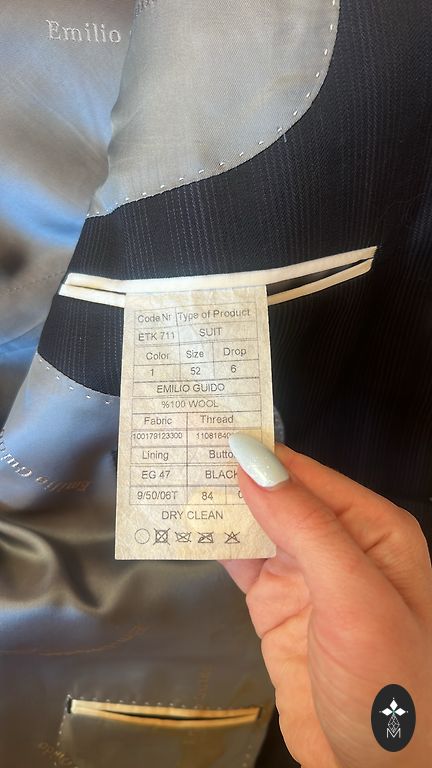 Emilio
Code Nr Type of Product
ETK 711 SUIT
Color Size Drop
1 52 6
EMILIO GUIDO
%100 WOOL
Fabric Thread
100179123300
Lining
EG 47 BLACK
9/50/06T 84
DRY CLEAN
Emilio
M